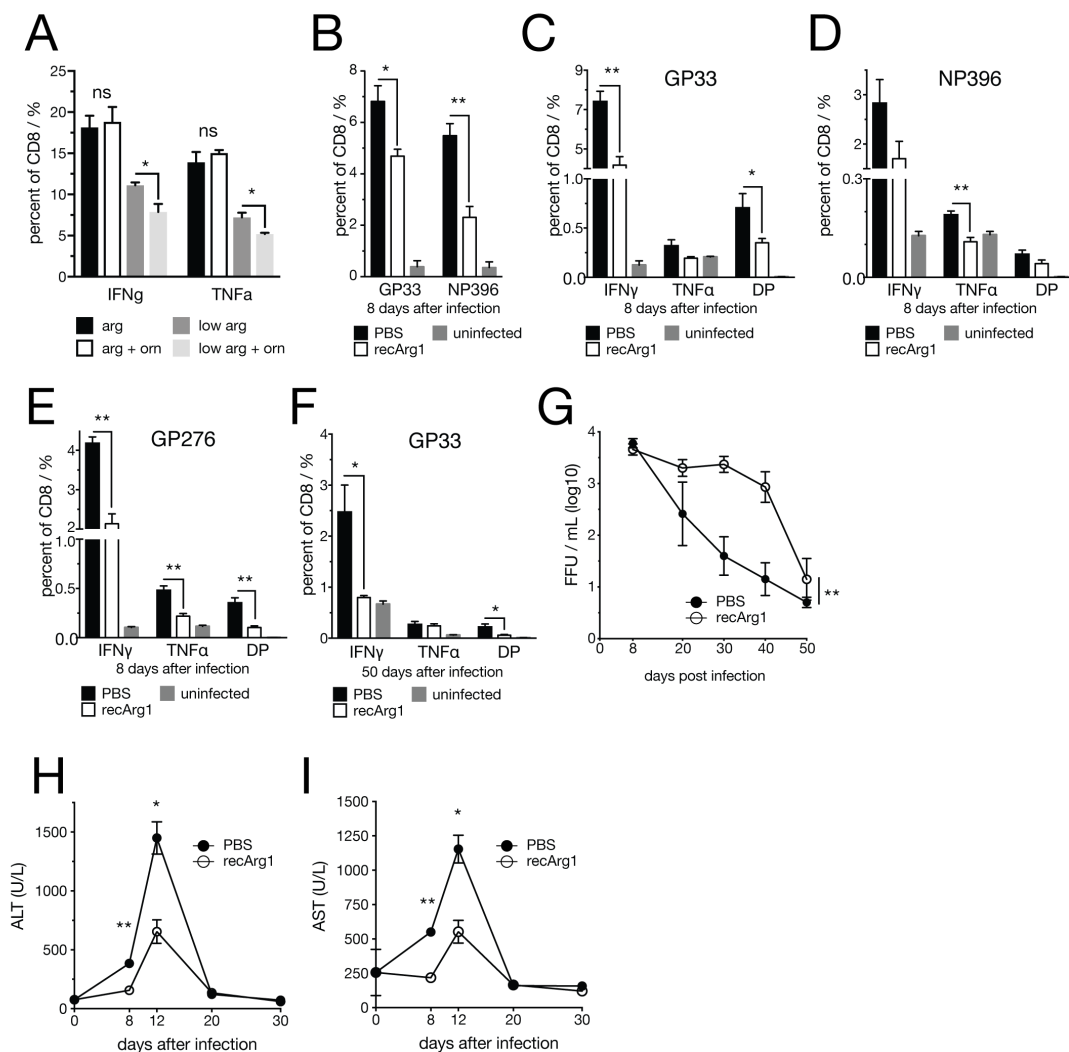 A
percent of CD8 / %
25
20
15
10
5
0
ns
ns
*
*
IFNg
TNFa
arg
low arg
arg + orn
low arg + orn
B
percent of CD8 / %
8
6
4
2
0
*
**
GP33
NP396
8 days after infection
PBS
uninfected
recArg1
C
GP33
percent of CD8 / %
9
7
5
1.0
0.5
0.0
**
*
IFNγ
TNFα
DP
8 days after infection
PBS
uninfected
recArg1
D
NP396
percent of CD8 / %
3
2
1
0.3
0.0
**
IFNγ
TNFα
DP
8 days after infection
PBS
uninfected
recArg1
E
GP276
percent of CD8 / %
4
3
2
1.0
0.5
0.0
**
**
**
IFNγ
TNFα
DP
8 days after infection
PBS
uninfected
recArg1
F
GP33
percent of CD8 / %
4
3
2
1
0
*
*
IFNγ
TNFα
DP
50 days after infection
PBS
uninfected
recArg1
G
FFU / mL (log10)
4
3
2
1
0
PBS
recArg1
**
0 8 20 30 40 50
days post infection
H
ALT (U/L)
1500
1000
500
0
**
*
PBS
recArg1
0 8 12 20 30
days after infection
I
AST (U/L)
1500
1250
1000
750
500
250
0
**
*
PBS
recArg1
0 8 12 20 30
days after infection